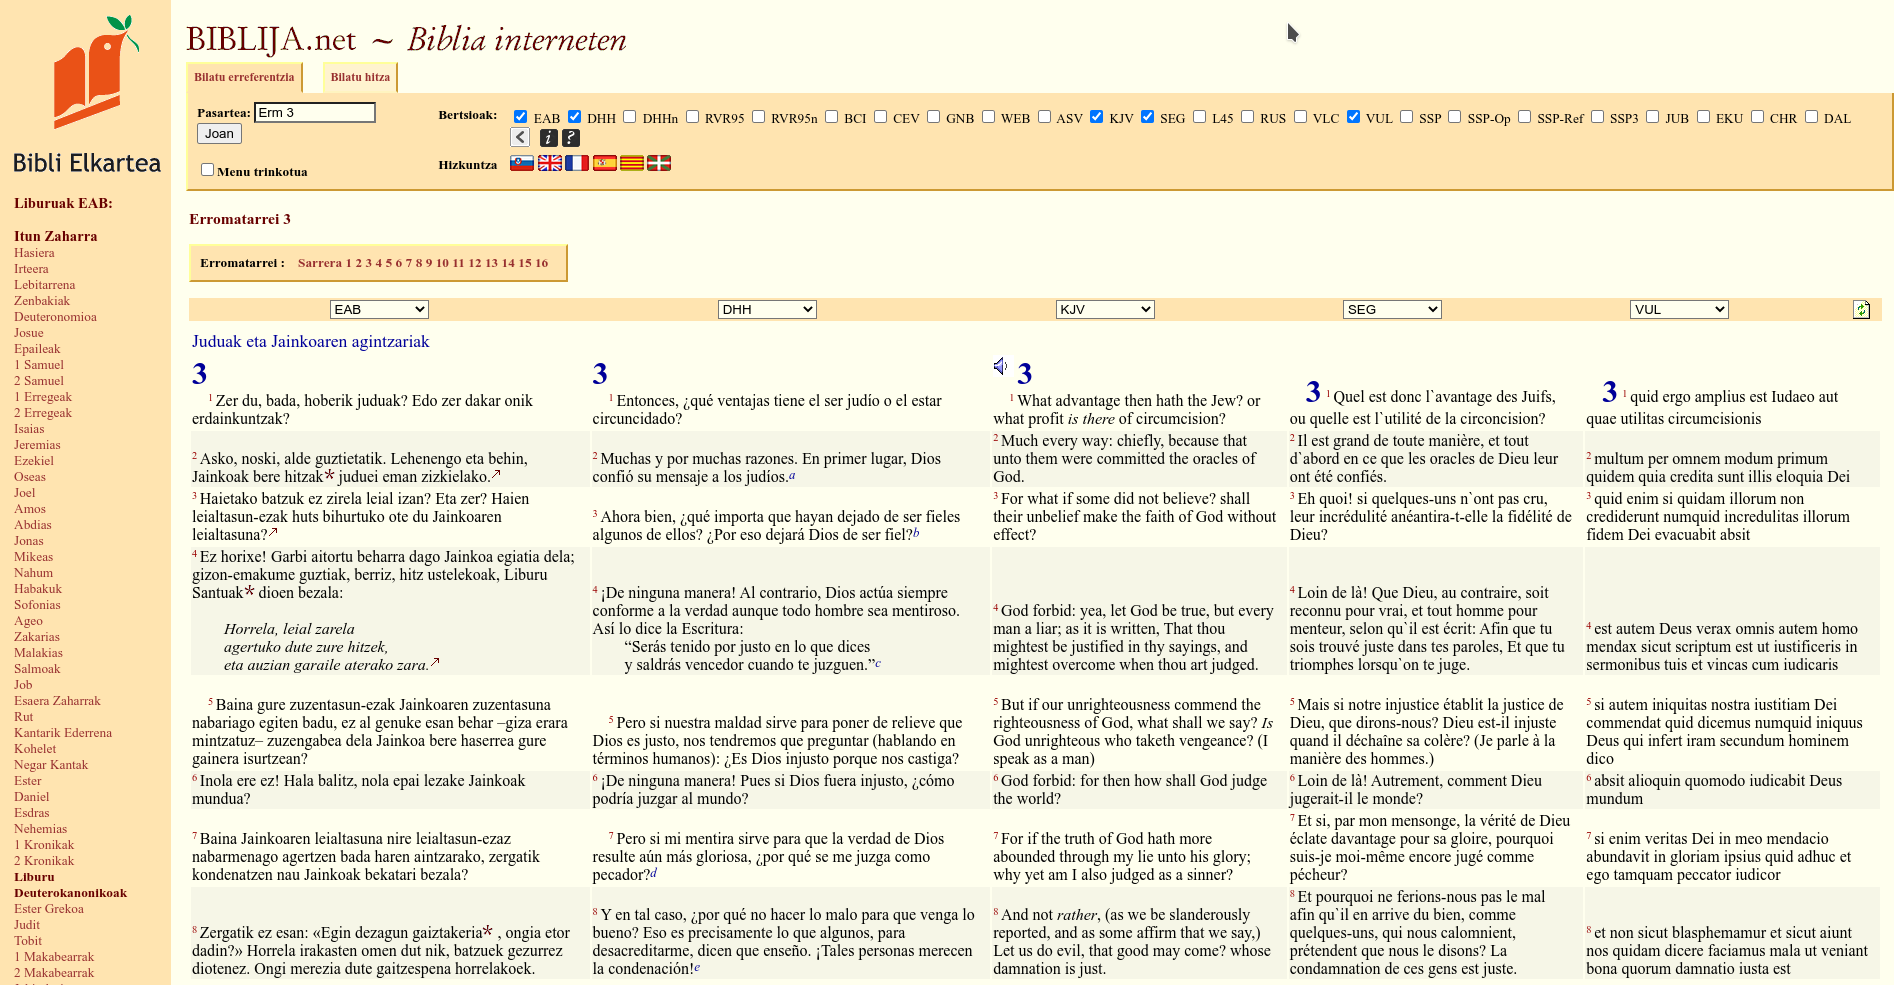 BIBLIJA.net ~ Biblia interneten
Bilatu erreferentzia
Bilatu hitza
Pasartea: Erm 3
Joan
Menu trinkotua
Bertsioak: EAB DHH DHHn RVR95 RVR95n BCI CEV GNB WEB ASV KJV SEG L45 RUS VLC VUL SSP SSP-Op SSP-Ref SSP3 JUB EKU CHR DAL
Hizkuntza
Bibli Elkartea
Liburuak EAB:
Itun Zaharra
Hasiera
Irteera
Lebitarrena
Zenbakiak
Deuteronomioa
Josue
Epaileak
1 Samuel
2 Samuel
1 Erregeak
2 Erregeak
Isaias
Jeremias
Ezekiel
Oseas
Joel
Amos
Abdias
Jonas
Mikeas
Nahum
Habakuk
Sofonias
Ageo
Zakarias
Malakias
Salmoak
Job
Esaera Zaharrak
Rut
Kantarik Ederrena
Kohelet
Negar Kantak
Ester
Daniel
Esdras
Nehemias
1 Kronikak
2 Kronikak
Liburu
Deuterokanonikoak
Ester Grekoa
Judit
Tobit
1 Makabearrak
2 Makabearrak
Erromatarrei 3
Erromatarrei : Sarrera 1 2 3 4 5 6 7 8 9 10 11 12 13 14 15 16
EAB DHH KJV SEG VUL
Juduak eta Jainkoaren agintzariak
3
1 Zer du, bada, hoberik juduak? Edo zer dakar onik
erdainkuntzak?
3
1 Entonces, ¿qué ventajas tiene el ser judío o el estar
circuncidado?
3
1 What advantage then hath the Jew? or
what profit is there of circumcision?
3 1 Quel est donc l`avantage des Juifs,
ou quelle est l`utilité de la circoncision?
3 1 quid ergo amplius est Iudaeo aut
quae utilitas circumcisionis
2 Asko, noski, alde guztietatik. Lehenengo eta behin,
Jainkoak bere hitzak* juduei eman zizkielako.
2 Muchas y por muchas razones. En primer lugar, Dios
confió su mensaje a los judíos.a
2 Much every way: chiefly, because that
unto them were committed the oracles of
God.
2 Il est grand de toute manière, et tout
d`abord en ce que les oracles de Dieu leur
ont été confiés.
2 multum per omnem modum primum
quidem quia credita sunt illis eloquia Dei
3 Haietako batzuk ez zirela leial izan? Eta zer? Haien
leialtasun-ezak huts bihurtuko ote du Jainkoaren
leialtasuna?
3 Ahora bien, ¿qué importa que hayan dejado de ser fieles
algunos de ellos? ¿Por eso dejará Dios de ser fiel?b
3 For what if some did not believe? shall
their unbelief make the faith of God without
effect?
3 Eh quoi! si quelques-uns n`ont pas cru,
leur incrédulité anéantira-t-elle la fidélité de
Dieu?
3 quid enim si quidam illorum non
crediderunt numquid incredulitas illorum
fidem Dei evacuabit absit
4 Ez horixe! Garbi aitortu beharra dago Jainkoa egiatia dela;
gizon-emakume guztiak, berriz, hitz ustelekoak, Liburu
Santuak* dioen bezala:
Horrela, leial zarela
agertuko dute zure hitzek,
eta auzian garaile aterako zara.
4 ¡De ninguna manera! Al contrario, Dios actúa siempre
conforme a la verdad aunque todo hombre sea mentiroso.
Así lo dice la Escritura:
“Serás tenido por justo en lo que dices
y saldrás vencedor cuando te juzguen.”c
4 God forbid: yea, let God be true, but every
man a liar; as it is written, That thou
mightest be justified in thy sayings, and
mightest overcome when thou art judged.
4 Loin de là! Que Dieu, au contraire, soit
reconnu pour vrai, et tout homme pour
menteur, selon qu`il est écrit: Afin que tu
sois trouvé juste dans tes paroles, Et que tu
triomphes lorsqu`on te juge.
4 est autem Deus verax omnis autem homo
mendax sicut scriptum est ut iustificeris in
sermonibus tuis et vincas cum iudicaris
5 Baina gure zuzentasun-ezak Jainkoaren zuzentasuna
nabariago egiten badu, ez al genuke esan behar –giza erara
mintzatuz– zuzengabea dela Jainkoa bere haserrea gure
gainera isurtzean?
5 Pero si nuestra maldad sirve para poner de relieve que
Dios es justo, nos tendremos que preguntar (hablando en
términos humanos): ¿Es Dios injusto porque nos castiga?
5 But if our unrighteousness commend the
righteousness of God, what shall we say? Is
God unrighteous who taketh vengeance? (I
speak as a man)
5 Mais si notre injustice établit la justice de
Dieu, que dirons-nous? Dieu est-il injuste
quand il déchaîne sa colère? (Je parle à la
manière des hommes.)
5 si autem iniquitas nostra iustitiam Dei
commendat quid dicemus numquid iniquus
Deus qui infert iram secundum hominem
dico
6 Inola ere ez! Hala balitz, nola epai lezake Jainkoak
mundua?
6 ¡De ninguna manera! Pues si Dios fuera injusto, ¿cómo
podría juzgar al mundo?
6 God forbid: for then how shall God judge
the world?
6 Loin de là! Autrement, comment Dieu
jugerait-il le monde?
6 absit alioquin quomodo iudicabit Deus
mundum
7 Baina Jainkoaren leialtasuna nire leialtasun-ezaz
nabarmenago agertzen bada haren aintzarako, zergatik
kondenatzen nau Jainkoak bekatari bezala?
7 Pero si mi mentira sirve para que la verdad de Dios
resulte aún más gloriosa, ¿por qué se me juzga como
pecador?d
7 For if the truth of God hath more
abounded through my lie unto his glory;
why yet am I also judged as a sinner?
7 Et si, par mon mensonge, la vérité de Dieu
éclate davantage pour sa gloire, pourquoi
suis-je moi-même encore jugé comme
pécheur?
7 si enim veritas Dei in meo mendacio
abundavit in gloriam ipsius quid adhuc et
ego tamquam peccator iudicor
8 Zergatik ez esan: «Egin dezagun gaiztakeria* , ongia etor
dadin?» Horrela irakasten omen dut nik, batzuek gezurrez
diotenez. Ongi merezia dute gaitzespena horrelakoek.
8 Y en tal caso, ¿por qué no hacer lo malo para que venga lo
bueno? Eso es precisamente lo que algunos, para
desacreditarme, dicen que enseño. ¡Tales personas merecen
la condenación!e
8 And not rather, (as we be slanderously
reported, and as some affirm that we say,)
Let us do evil, that good may come? whose
damnation is just.
8 Et pourquoi ne ferions-nous pas le mal
afin qu`il en arrive du bien, comme
quelques-uns, qui nous calomnient,
prétendent que nous le disons? La
condamnation de ces gens est juste.
8 et non sicut blasphemamur et sicut aiunt
nos quidam dicere faciamus mala ut veniant
bona quorum damnatio iusta est